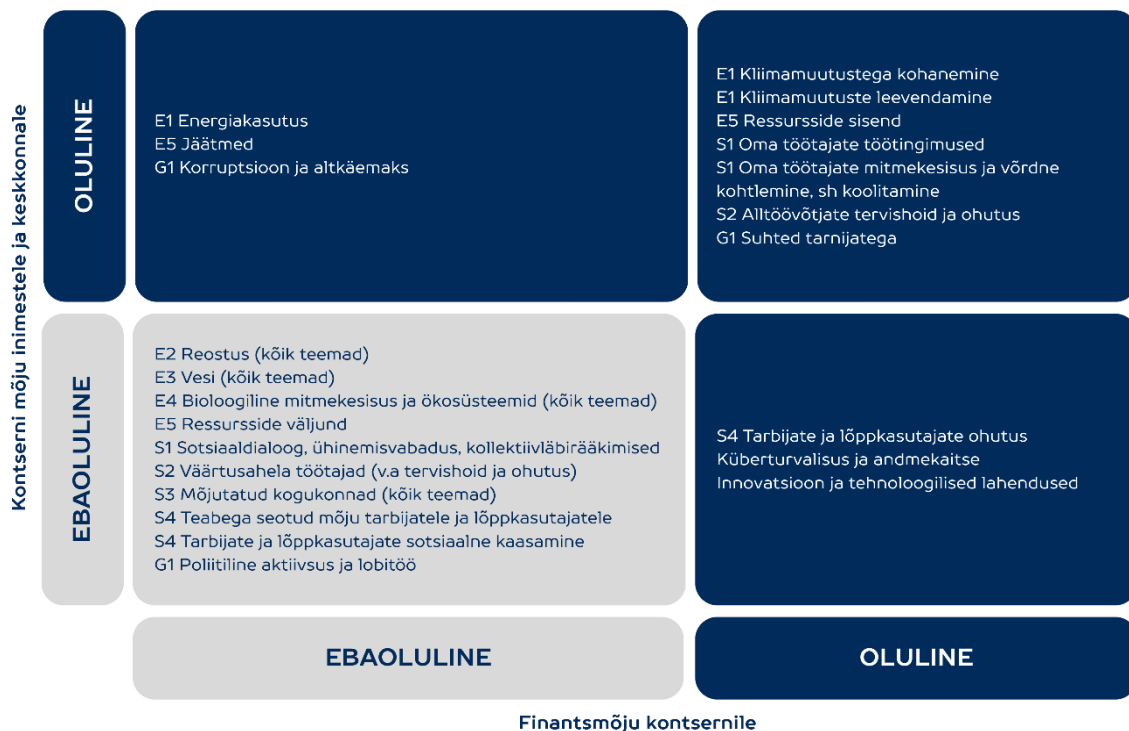 Kontserni mõju inimestele ja keskkonnale
OLULINE
E1 Energiakasutus
E5 Jäätmed
G1 Korruptsioon ja altkäemaks
E1 Kliimamuutustega kohanemine
E1 Kliimamuutuste leevendamine
E5 Ressursside sisend
S1 Oma töötajate töötingimused
S1 Oma töötajate mitmekesisus ja võrdne
kohtlemine, sh koolitamine
S2 Alltöövõtjate tervishoid ja ohutus
G1 Suhted tarnijatega
EBAOLULINE
E2 Reostus (kõik teemad)
E3 Vesi (kõik teemad)
E4 Bioloogiline mitmekesisus ja ökosüsteemid (kõik teemad)
E5 Ressursside väljund
S1 Sotsiaaldialoog, ühinemisvabadus, kollektiivläbirääkimised
S2 Väärtusahela töötajad (v.a tervishoid ja ohutus)
S3 Mõjutatud kogukonnad (kõik teemad)
S4 Teabega seotud mõju tarbijatele ja lõppkasutajatele
S4 Tarbijate ja lõppkasutajate sotsiaalne kaasamine
G1 Poliitiline aktiivsus ja lobitöö
S4 Tarbijate ja lõppkasutajate ohutus
Küberturvalisus ja andmekaitse
Innovatsioon ja tehnoloogilised lahendused
EBAOLULINE
OLULINE
Finantsmõju kontsernile